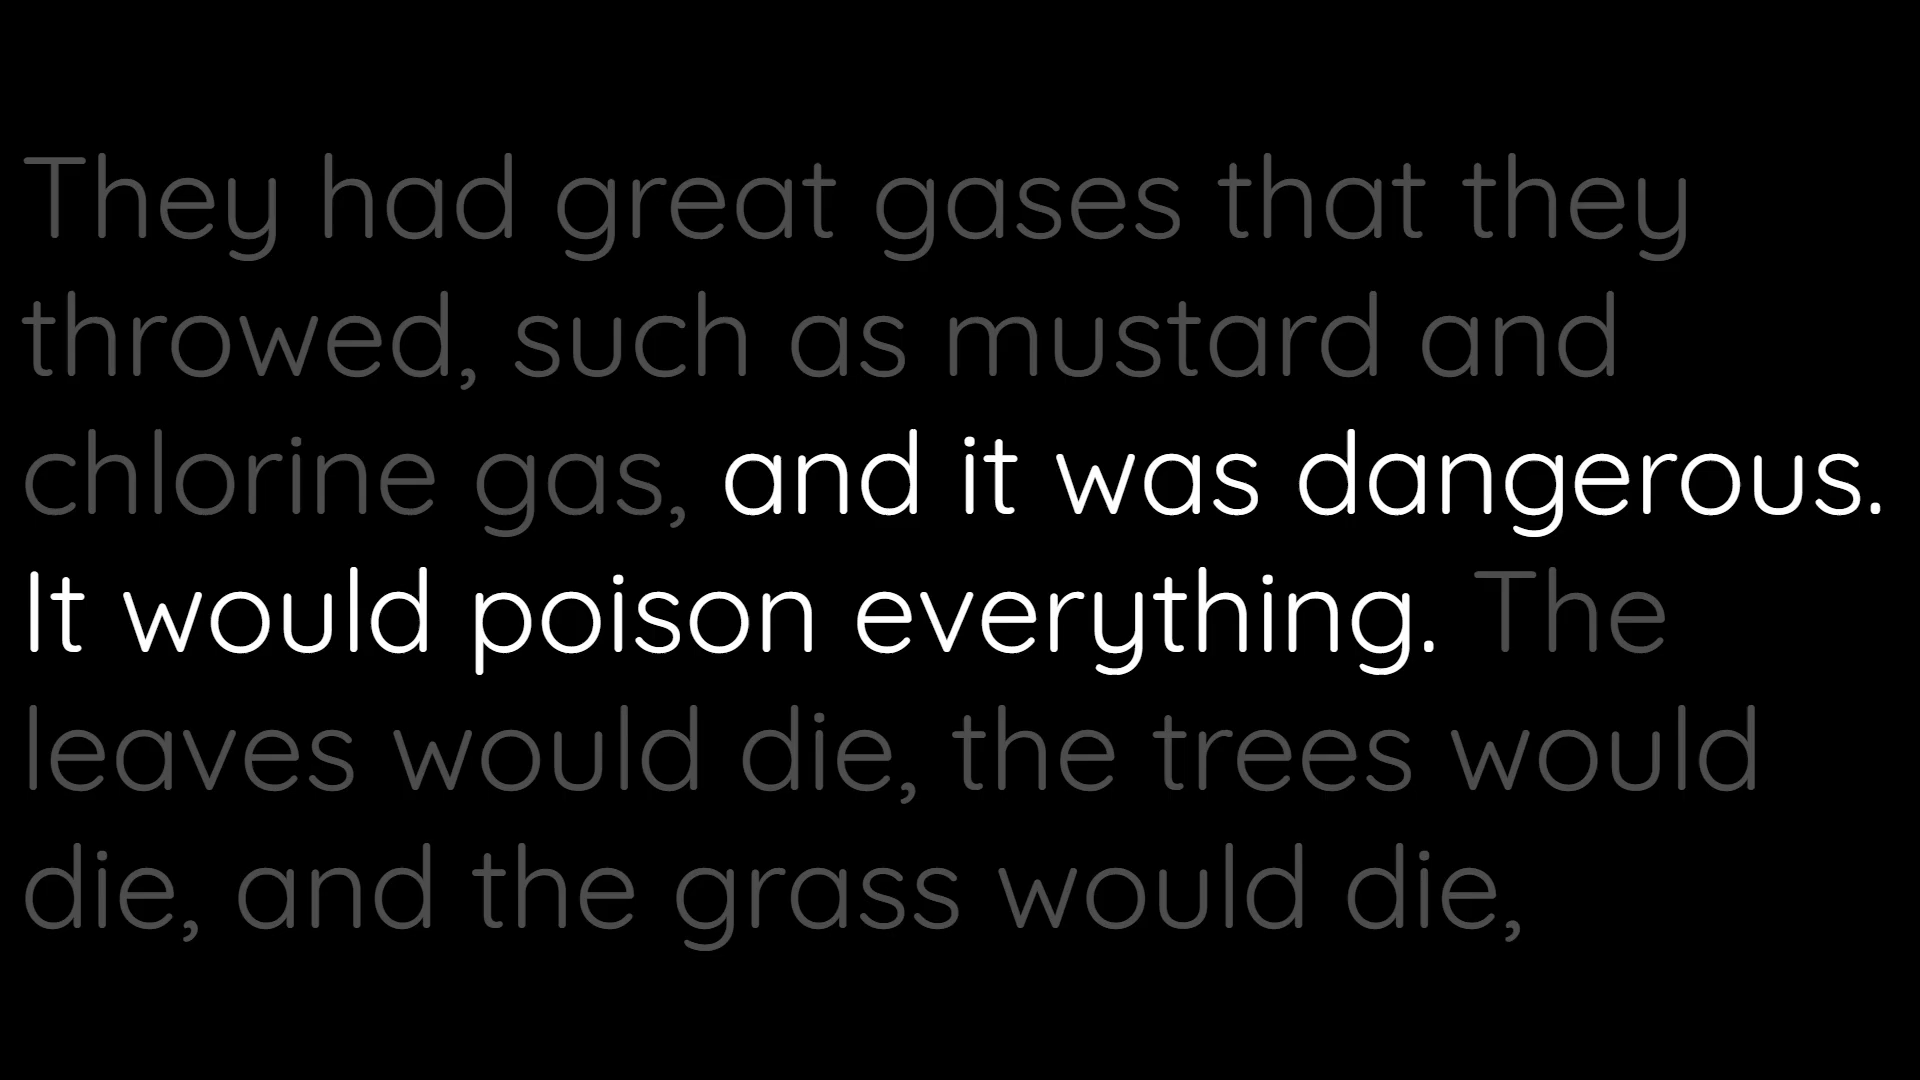 They had great gases that they
throwed, such as mustard and
chlorine gas, and it was dangerous.
It would poison everything. The
leaves would die, the trees would
die, and the grass would die,